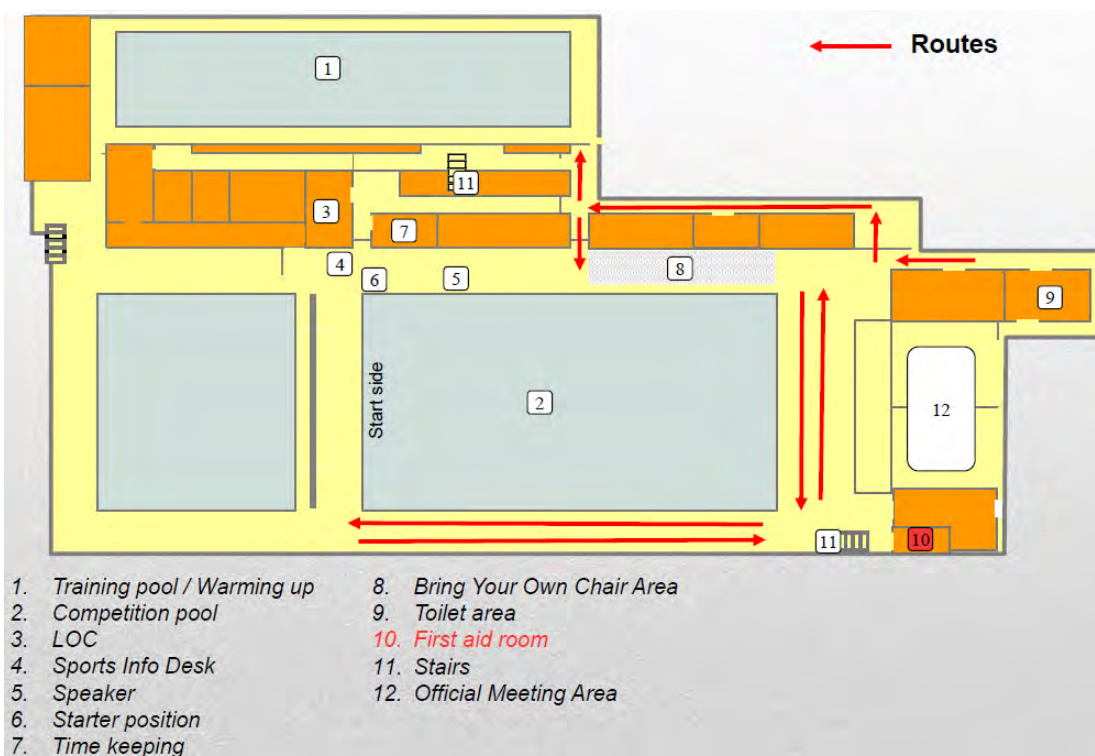 Routes
1
11
3
7
4
6
5
8
9
Start side
2
12
11
10
1. Training pool / Warming up
2. Competition pool
3. LOC
4. Sports Info Desk
5. Speaker
6. Starter position
7. Time keeping
8. Bring Your Own Chair Area
9. Toilet area
10. First aid room
11. Stairs
12. Official Meeting Area